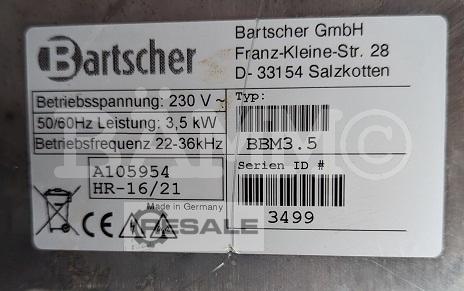 Bartscher
Bartscher GmbH
Franz-Kleine-Str. 28
D- 33154 Salzkotten
Betriebsspannung: 230 V ~
50/60Hz Leistung: 3,5 kW
Betriebsfrequenz 22-36kHz
Typ:
BBM3.5
A105954
HR-16/21
Serien ID #
3499
Made in Germany
RESALE